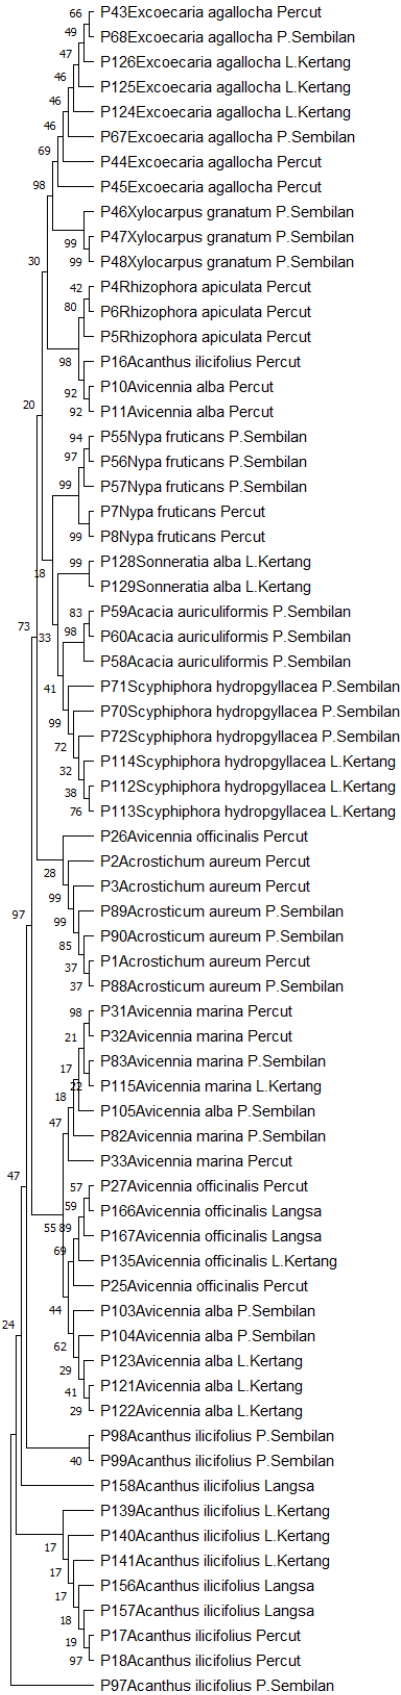 66
P43Excoecaria agallocha Percut
49
P68Excoecaria agallocha P.Sembilan
47
P126Excoecaria agallocha L.Kertang
46
P125Excoecaria agallocha L.Kertang
46
P124Excoecaria agallocha L.Kertang
46
P67Excoecaria agallocha P.Sembilan
69
P44Excoecaria agallocha Percut
98
P45Excoecaria agallocha Percut
P46Xylocarpus granatum P.Sembilan
99
P47Xylocarpus granatum P.Sembilan
30
99
P48Xylocarpus granatum P.Sembilan
42
P4Rhizophora apiculata Percut
80
P6Rhizophora apiculata Percut
P5Rhizophora apiculata Percut
98
P16Acanthus ilicifolius Percut
92
P10Avicennia alba Percut
20
92
P11Avicennia alba Percut
94
P55Nypa fruticans P.Sembilan
97
P56Nypa fruticans P.Sembilan
99
P57Nypa fruticans P.Sembilan
P7Nypa fruticans Percut
99
P8Nypa fruticans Percut
99
P128Sonneratia alba L.Kertang
18
P129Sonneratia alba L.Kertang
83
P59Acacia auriculiformis P.Sembilan
73
33
98
P60Acacia auriculiformis P.Sembilan
P58Acacia auriculiformis P.Sembilan
41
P71Scyphiphora hydropgyllacea P.Sembilan
99
P70Scyphiphora hydropgyllacea P.Sembilan
72
P72Scyphiphora hydropgyllacea P.Sembilan
32
P114Scyphiphora hydropgyllacea L.Kertang
38
P112Scyphiphora hydropgyllacea L.Kertang
76
P113Scyphiphora hydropgyllacea L.Kertang
P26Avicennia officinalis Percut
28
P2Acrostichum aureum Percut
99
P3Acrostichum aureum Percut
97
99
P89Acrosticum aureum P.Sembilan
85
P90Acrosticum aureum P.Sembilan
37
P1Acrostichum aureum Percut
37
P88Acrosticum aureum P.Sembilan
98
P31Avicennia marina Percut
21
P32Avicennia marina Percut
17
P83Avicennia marina P.Sembilan
22
P115Avicennia marina L.Kertang
18
P105Avicennia alba P.Sembilan
47
P82Avicennia marina P.Sembilan
P33Avicennia marina Percut
47
57
P27Avicennia officinalis Percut
59
P166Avicennia officinalis Langsa
55
89
P167Avicennia officinalis Langsa
69
P135Avicennia officinalis L.Kertang
P25Avicennia officinalis Percut
44
P103Avicennia alba P.Sembilan
24
62
P104Avicennia alba P.Sembilan
29
P123Avicennia alba L.Kertang
41
P121Avicennia alba L.Kertang
29
P122Avicennia alba L.Kertang
P98Acanthus ilicifolius P.Sembilan
40
P99Acanthus ilicifolius P.Sembilan
P158Acanthus ilicifolius Langsa
P139Acanthus ilicifolius L.Kertang
17
P140Acanthus ilicifolius L.Kertang
17
P141Acanthus ilicifolius L.Kertang
17
P156Acanthus ilicifolius Langsa
18
P157Acanthus ilicifolius Langsa
19
P17Acanthus ilicifolius Percut
97
P18Acanthus ilicifolius Percut
P97Acanthus ilicifolius P.Sembilan